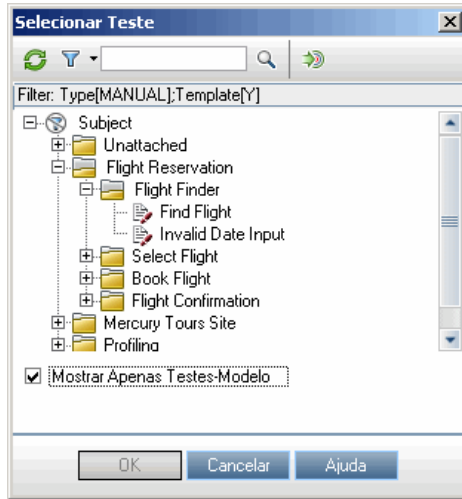 Selecionar Teste
Filter: Type[MANUAL];Template[Y]
Subject
Unattached
Flight Reservation
Flight Finder
Find Flight
Invalid Date Input
Select Flight
Book Flight
Flight Confirmation
Mercury Tours Site
Profiling
Mostrar Apenas Testes-Modelo
OK Cancelar Ajuda